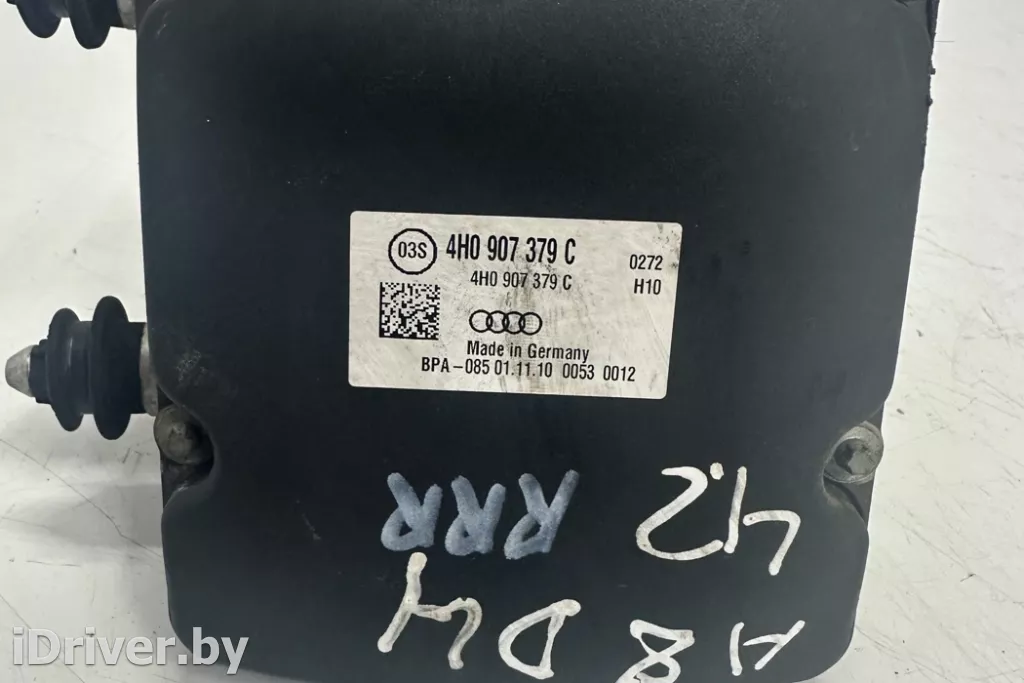 03S 4H0 907 379 C 0272
4H0 907 379 C H10
Made in Germany
BPA-085 01.11.10 0053 0012
A8 D4
4.2 RRR
iDriver.by